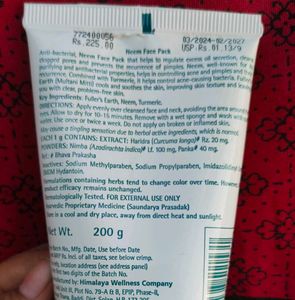 772400056 03/2024-02/2027
Rs. 225.00 USP Rs. 01.13/9
Neem Face Pack Neem Face Pack
Anti-bacterial, Neem Face Pack that helps to regulate excess oil secretion,
clogged pores and prevents the recurrence of pimples. Neem, well-known for
purifying and antibacterial properties, helps in controlling acne and pimples and their
recurrence. Combined with Turmeric, it helps control acne-causing bacteria. Fuller's
Earth (Multani Mitti) cools and soothes the skin, improving skin texture and
you with clear, problem-free skin.
Key Ingredients: Fuller's Earth, Neem, Turmeric.
DIRECTIONS: Apply evenly over cleansed face and neck, avoiding the area around
eyes. Allow to dry for 10-15 minutes. Remove with a wet sponge and wash with
water. Use once or twice a week. Do not apply on broken or inflamed skin.
May cause a tingling sensation due to herbal active ingredients, which is normal.
EACH 1 g CONTAINS: EXTRACT: Haridra (Curcuma longa) Rz. 20 mg.
POWDERS: Nimba (Azadirachta indica) Lf. 100 mg, Panka 40 mg.
Ref: # Bhava Prakasha
Inactives: Sodium Methylparaben, Sodium Propylparaben,
DMDM Hydantoin.
Formulations containing herbs tend to change color over time. However,
product efficacy remains unchanged.
Dermatologically Tested. FOR EXTERNAL USE ONLY
Ayurvedic Proprietary Medicine (Saundarya Prasadak)
Store in a cool and dry place, away from direct heat and sunlight.
Net Wt. 200 g
Batch No., Mfg. Date, Use before Date
MRP Rs. Incl. of all taxes, see below crimp.
location address (see above panel)
two digits of the Batch No.
by: Himalaya Wellness Company
Plot No. 79-A & B, EPIP, Phase-II,